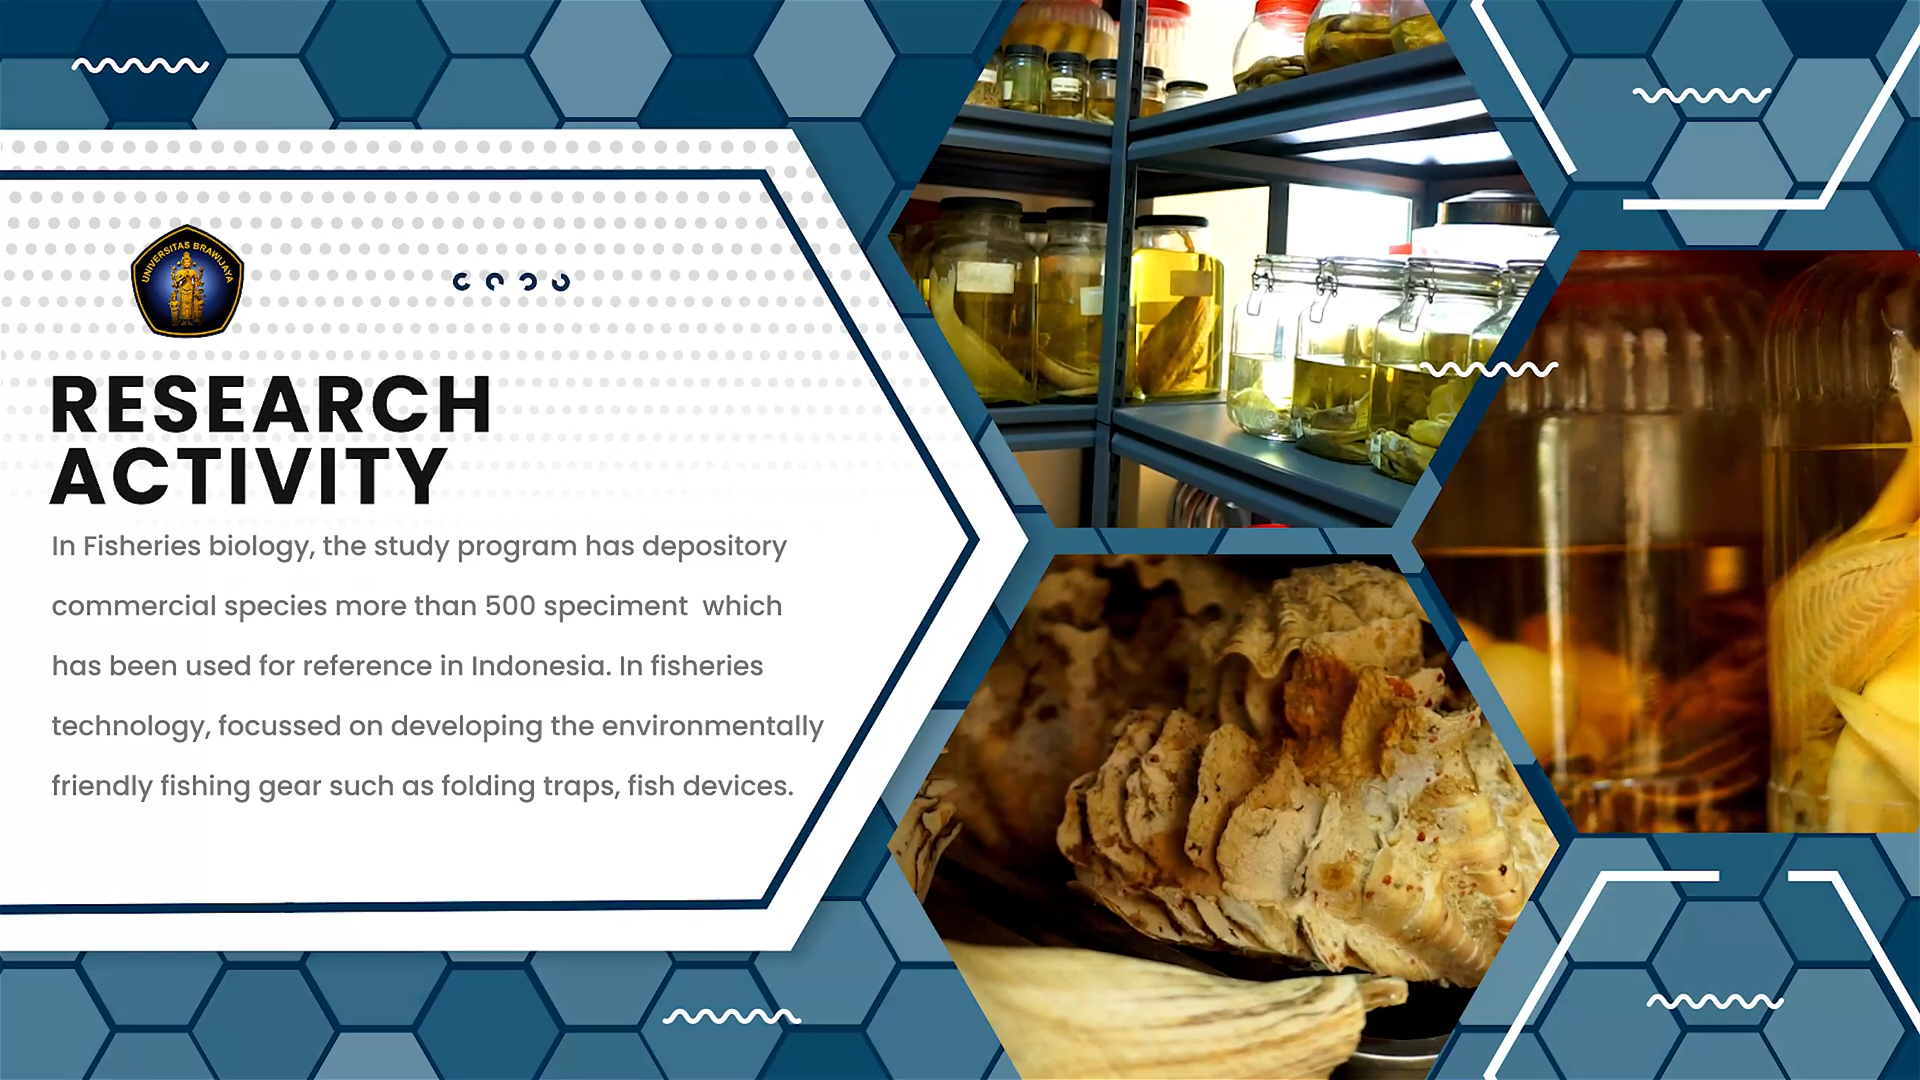 UNIVERSITAS BRAWIJAYA
RESEARCH
ACTIVITY
In Fisheries biology, the study program has depository
commercial species more than 500 speciment  which
has been used for reference in Indonesia. In fisheries
technology, focussed on developing the environmentally
friendly fishing gear such as folding traps, fish devices.